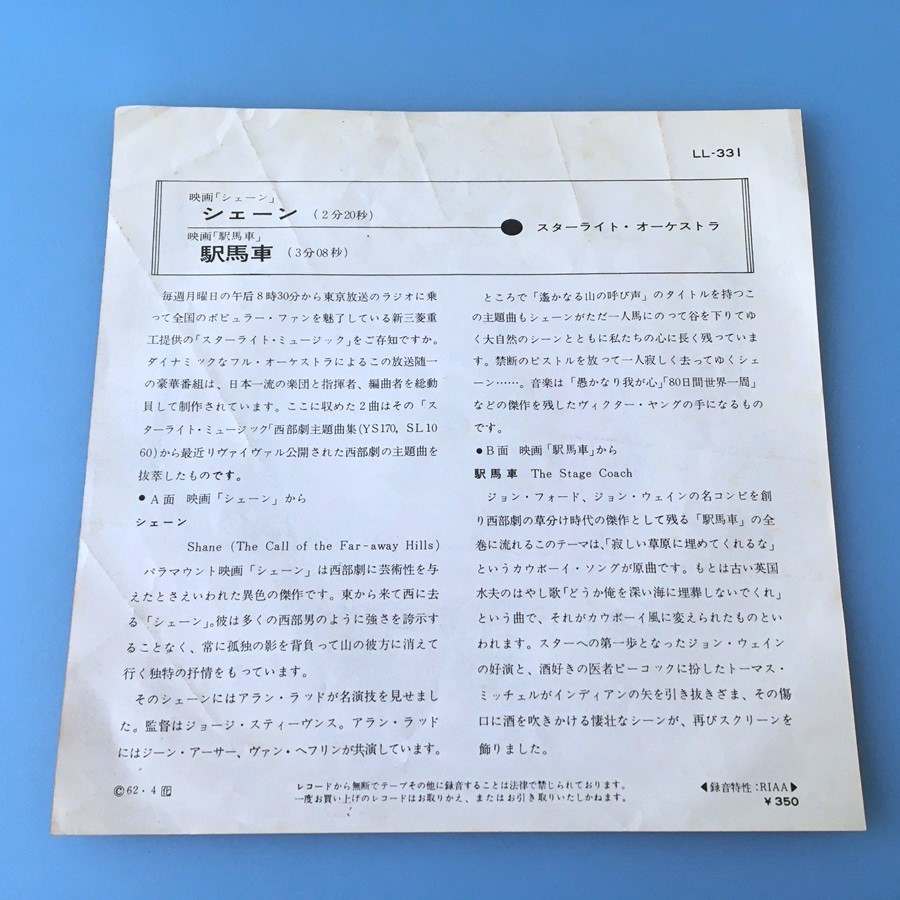 LL-331
映画「シェーン」
シェーン (2分20秒)
スターライト・オーケストラ
映画「駅馬車」
駅馬車 (3分08秒)
毎週月曜日の午后8時30分から東京放送のラジオに乗
って全国のポピュラー・ファンを魅了している新三菱重
工提供の「スターライト・ミュージック」をご存知ですか。
ダイナミックなフル・オーケストラによるこの放送随一
の豪華番組は、日本一流の楽団と指揮者、編曲者を総動
員して制作されています。ここに収めた2曲はその「ス
ターライト・ミュージック「西部劇主題曲集(YS170, SL10
60)から最近リヴァイヴァル公開された西部劇の主題曲を
抜萃したものです。
●A面 映画「シェーン」から
シェーン
Shane (The Call of the Far-away Hills)
パラマウント映画「シェーン」は西部劇に芸術性を与
えたとさえいわれた異色の傑作です。東から来て西に去
る「シェーン」。彼は多くの西部男のように強さを誇示す
ることなく、常に孤独の影を背負って山の彼方に消えて
行く独特の抒情をもっています。
そのシェーンにはアラン・ラッドが名演技を見せまし
た。監督はジョージ・スティーヴンス。アラン・ラッド
にはジーン・アーサー、ヴァン・ヘフリンが共演しています。
ところで「遙かなる山の呼び声」のタイトルを持つこ
の主題曲もシェーンがただ一人馬にのって谷を下りてゆ
く大自然のシーンとともに私たちの心に長く残っていま
す。禁断のピストルを放って一人寂しく去ってゆくシェ
ーン……。音楽は「愚かなり我が心」「80日間世界一周」
などの傑作を残したヴィクター・ヤングの手になるもの
です。
●B面 映画「駅馬車」から
駅馬車 The Stage Coach
ジョン・フォード、ジョン・ウェインの名コンビを創
り西部劇の草分け時代の傑作として残る「駅馬車」の全
巻に流れるこのテーマは、「寂しい草原に埋めてくれるな」
というカウボーイ・ソングが原曲です。もとは古い英国
水夫のはやし歌「どうか俺を深い海に埋葬しないでくれ」
という曲で、それがカウボーイ風に変えられたものとい
われます。スターへの第一歩となったジョン・ウェイン
の好演と、酒好きの医者ピーコックに扮したトーマス・
ミッチェルがインディアンの矢を引き抜きざま、その傷
口に酒を吹きかける悽壮なシーンが、再びスクリーンを
飾りました。
©62・4
レコードから無断でテープその他に録音することは法律で禁じられております。
一度お買い上げのレコードはお取りかえ、またはお引き取りいたしかねます。
◀録音特性:RIAA▶
¥350